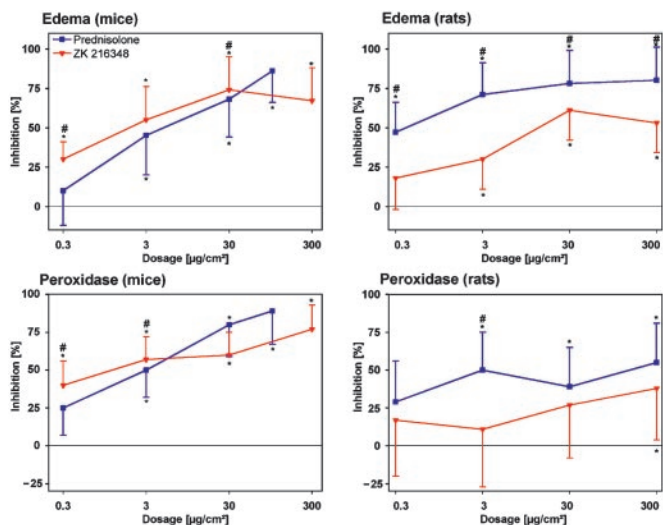 Edema (mice)
Prednisolone
ZK 216348
Inhibition [%]
100
75
50
25
0
# * * # * * * * * *
0.3 3 30 300
Dosage [µg/cm²]
Edema (rats)
Inhibition [%]
100
75
50
25
0
# * # * # * # * * * *
0.3 3 30 300
Dosage [µg/cm²]
Peroxidase (mice)
Inhibition [%]
100
75
50
25
0
−25
# * # * * * * * *
0.3 3 30 300
Dosage [µg/cm²]
Peroxidase (rats)
Inhibition [%]
100
75
50
25
0
−25
# * * * *
0.3 3 30 300
Dosage [µg/cm²]